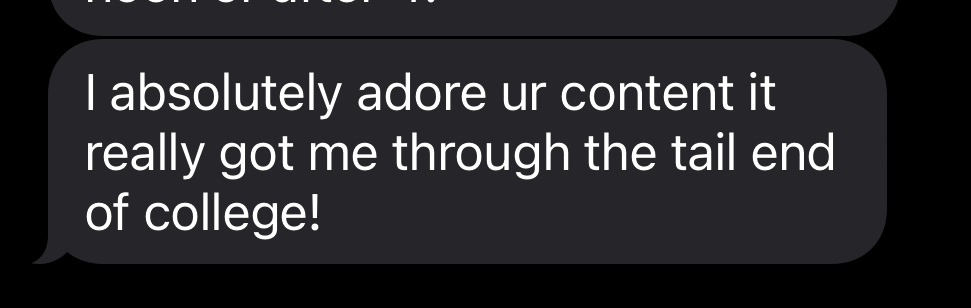 I absolutely adore ur content it
really got me through the tail end
of college!